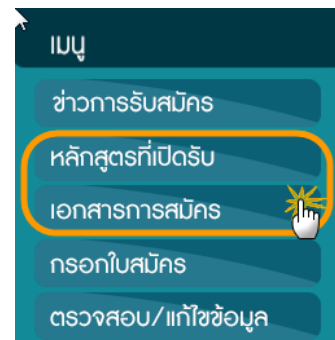 เมนู
ข่าวการรับสมัคร
หลักสูตรที่เปิดรับ
เอกสารการสมัคร
กรอกใบสมัคร
ตรวจสอบ/แก้ไขข้อมูล